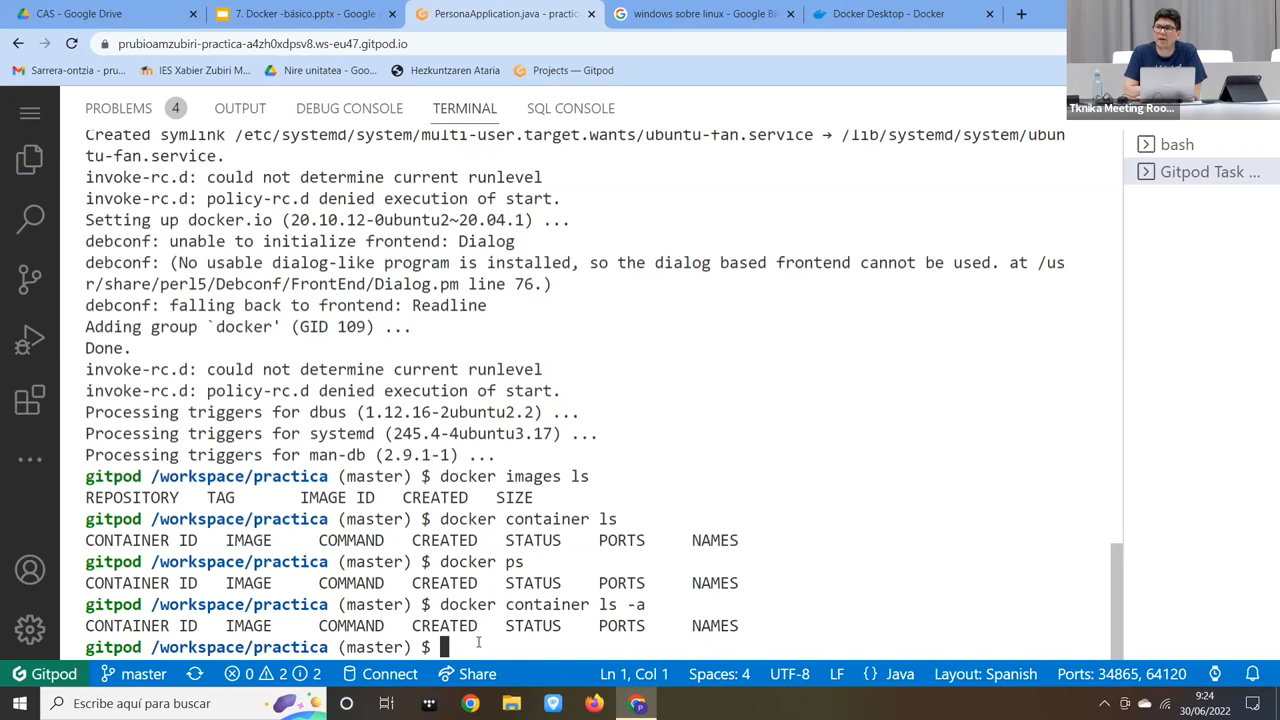 CAS - Google Drive
7. Docker -básico.pptx - Google
PersonaApplication.java - practic
windows sobre linux - Google Bil
Docker Desktop - Docker
prubioamzubiri-practica-a4zh0xdpsv8.ws-eu47.gitpod.io
Sarrera-ontzia - pru...
IES Xabier Zubiri M...
Nire unitatea - Goo...
Hezkuntzaren Ataria
Projects — Gitpod
Tknika Meeting Roo...
PROBLEMS 4 OUTPUT DEBUG CONSOLE TERMINAL SQL CONSOLE
Created symlink /etc/systemd/system/multi-user.target.wants/ubuntu-fan.service → /lib/systemd/system/ubun
tu-fan.service.
invoke-rc.d: could not determine current runlevel
invoke-rc.d: policy-rc.d denied execution of start.
Setting up docker.io (20.10.12-0ubuntu2~20.04.1) ...
debconf: unable to initialize frontend: Dialog
debconf: (No usable dialog-like program is installed, so the dialog based frontend cannot be used. at /us
r/share/perl5/Debconf/FrontEnd/Dialog.pm line 76.)
debconf: falling back to frontend: Readline
Adding group `docker' (GID 109) ...
Done.
invoke-rc.d: could not determine current runlevel
invoke-rc.d: policy-rc.d denied execution of start.
Processing triggers for dbus (1.12.16-2ubuntu2.2) ...
Processing triggers for systemd (245.4-4ubuntu3.17) ...
Processing triggers for man-db (2.9.1-1) ...
gitpod /workspace/practica (master) $ docker images ls
REPOSITORY TAG IMAGE ID CREATED SIZE
gitpod /workspace/practica (master) $ docker container ls
CONTAINER ID IMAGE COMMAND CREATED STATUS PORTS NAMES
gitpod /workspace/practica (master) $ docker ps
CONTAINER ID IMAGE COMMAND CREATED STATUS PORTS NAMES
gitpod /workspace/practica (master) $ docker container ls -a
CONTAINER ID IMAGE COMMAND CREATED STATUS PORTS NAMES
gitpod /workspace/practica (master) $
bash
Gitpod Task ...
Gitpod master 0 2 2 Connect Share Ln 1, Col 1 Spaces: 4 UTF-8 LF {} Java Layout: Spanish Ports: 34865, 64120
Escribe aquí para buscar
9:24
30/06/2022